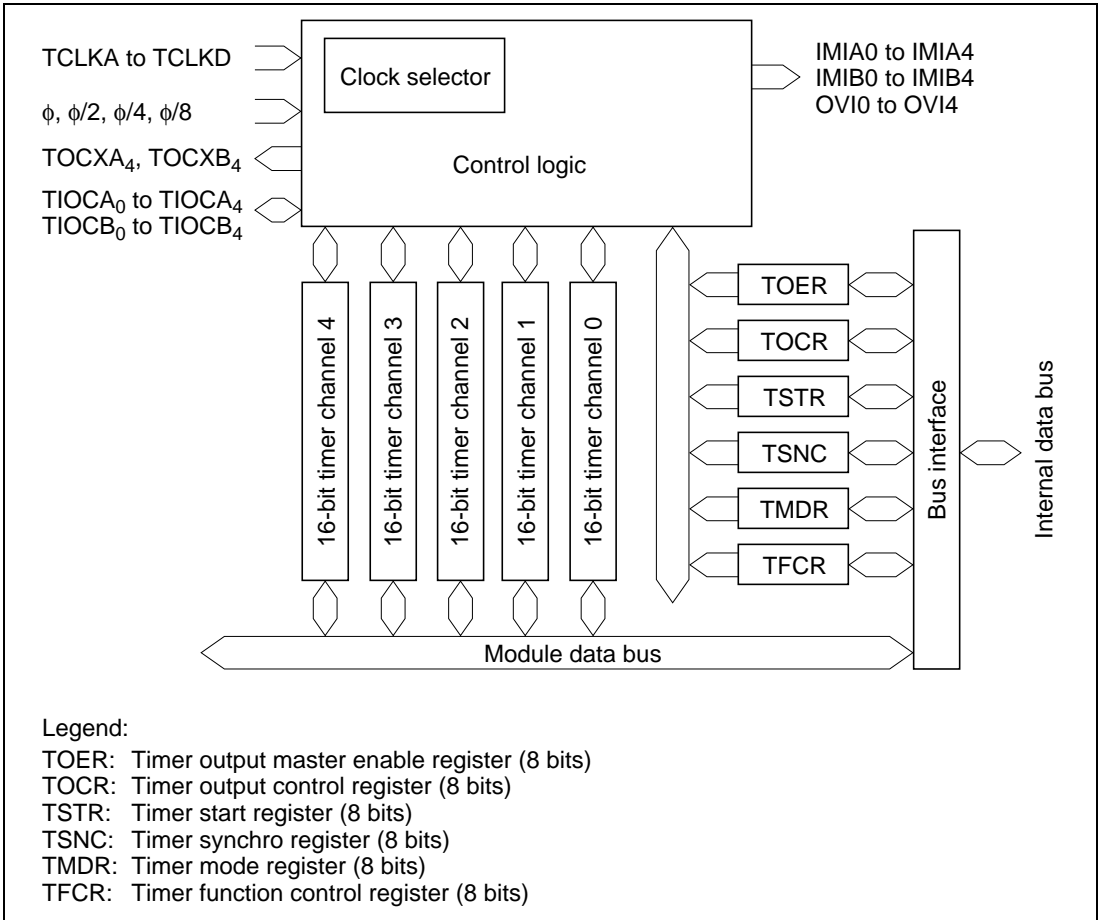 TCLKA to TCLKD
ϕ, ϕ/2, ϕ/4, ϕ/8
TOCXA4, TOCXB4
TIOCA0 to TIOCA4
TIOCB0 to TIOCB4
Clock selector
Control logic
IMIA0 to IMIA4
IMIB0 to IMIB4
OVI0 to OVI4
16-bit timer channel 4
16-bit timer channel 3
16-bit timer channel 2
16-bit timer channel 1
16-bit timer channel 0
TOER
TOCR
TSTR
TSNC
TMDR
TFCR
Bus interface
Internal data bus
Module data bus
Legend:
TOER: Timer output master enable register (8 bits)
TOCR: Timer output control register (8 bits)
TSTR: Timer start register (8 bits)
TSNC: Timer synchro register (8 bits)
TMDR: Timer mode register (8 bits)
TFCR: Timer function control register (8 bits)